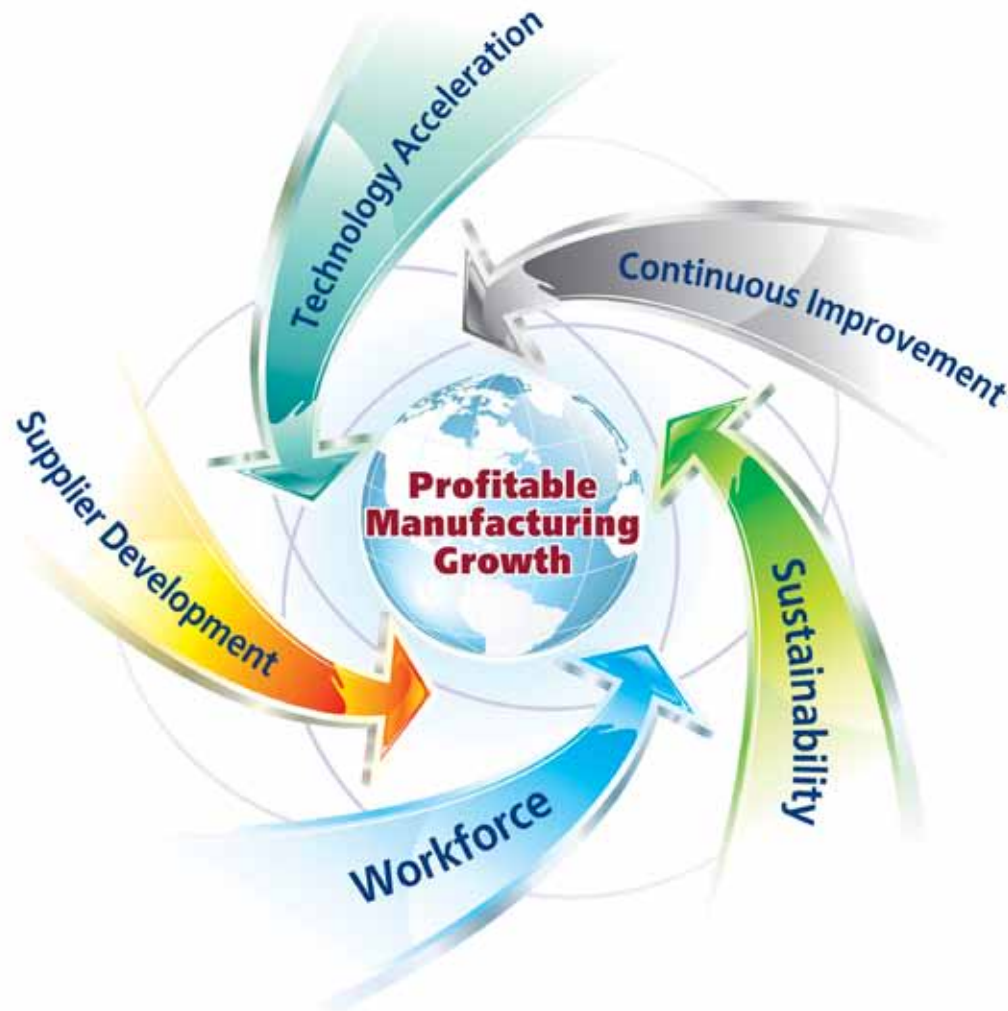 Technology Acceleration
Continuous Improvement
Supplier Development
Profitable
Manufacturing
Growth
Sustainability
Workforce